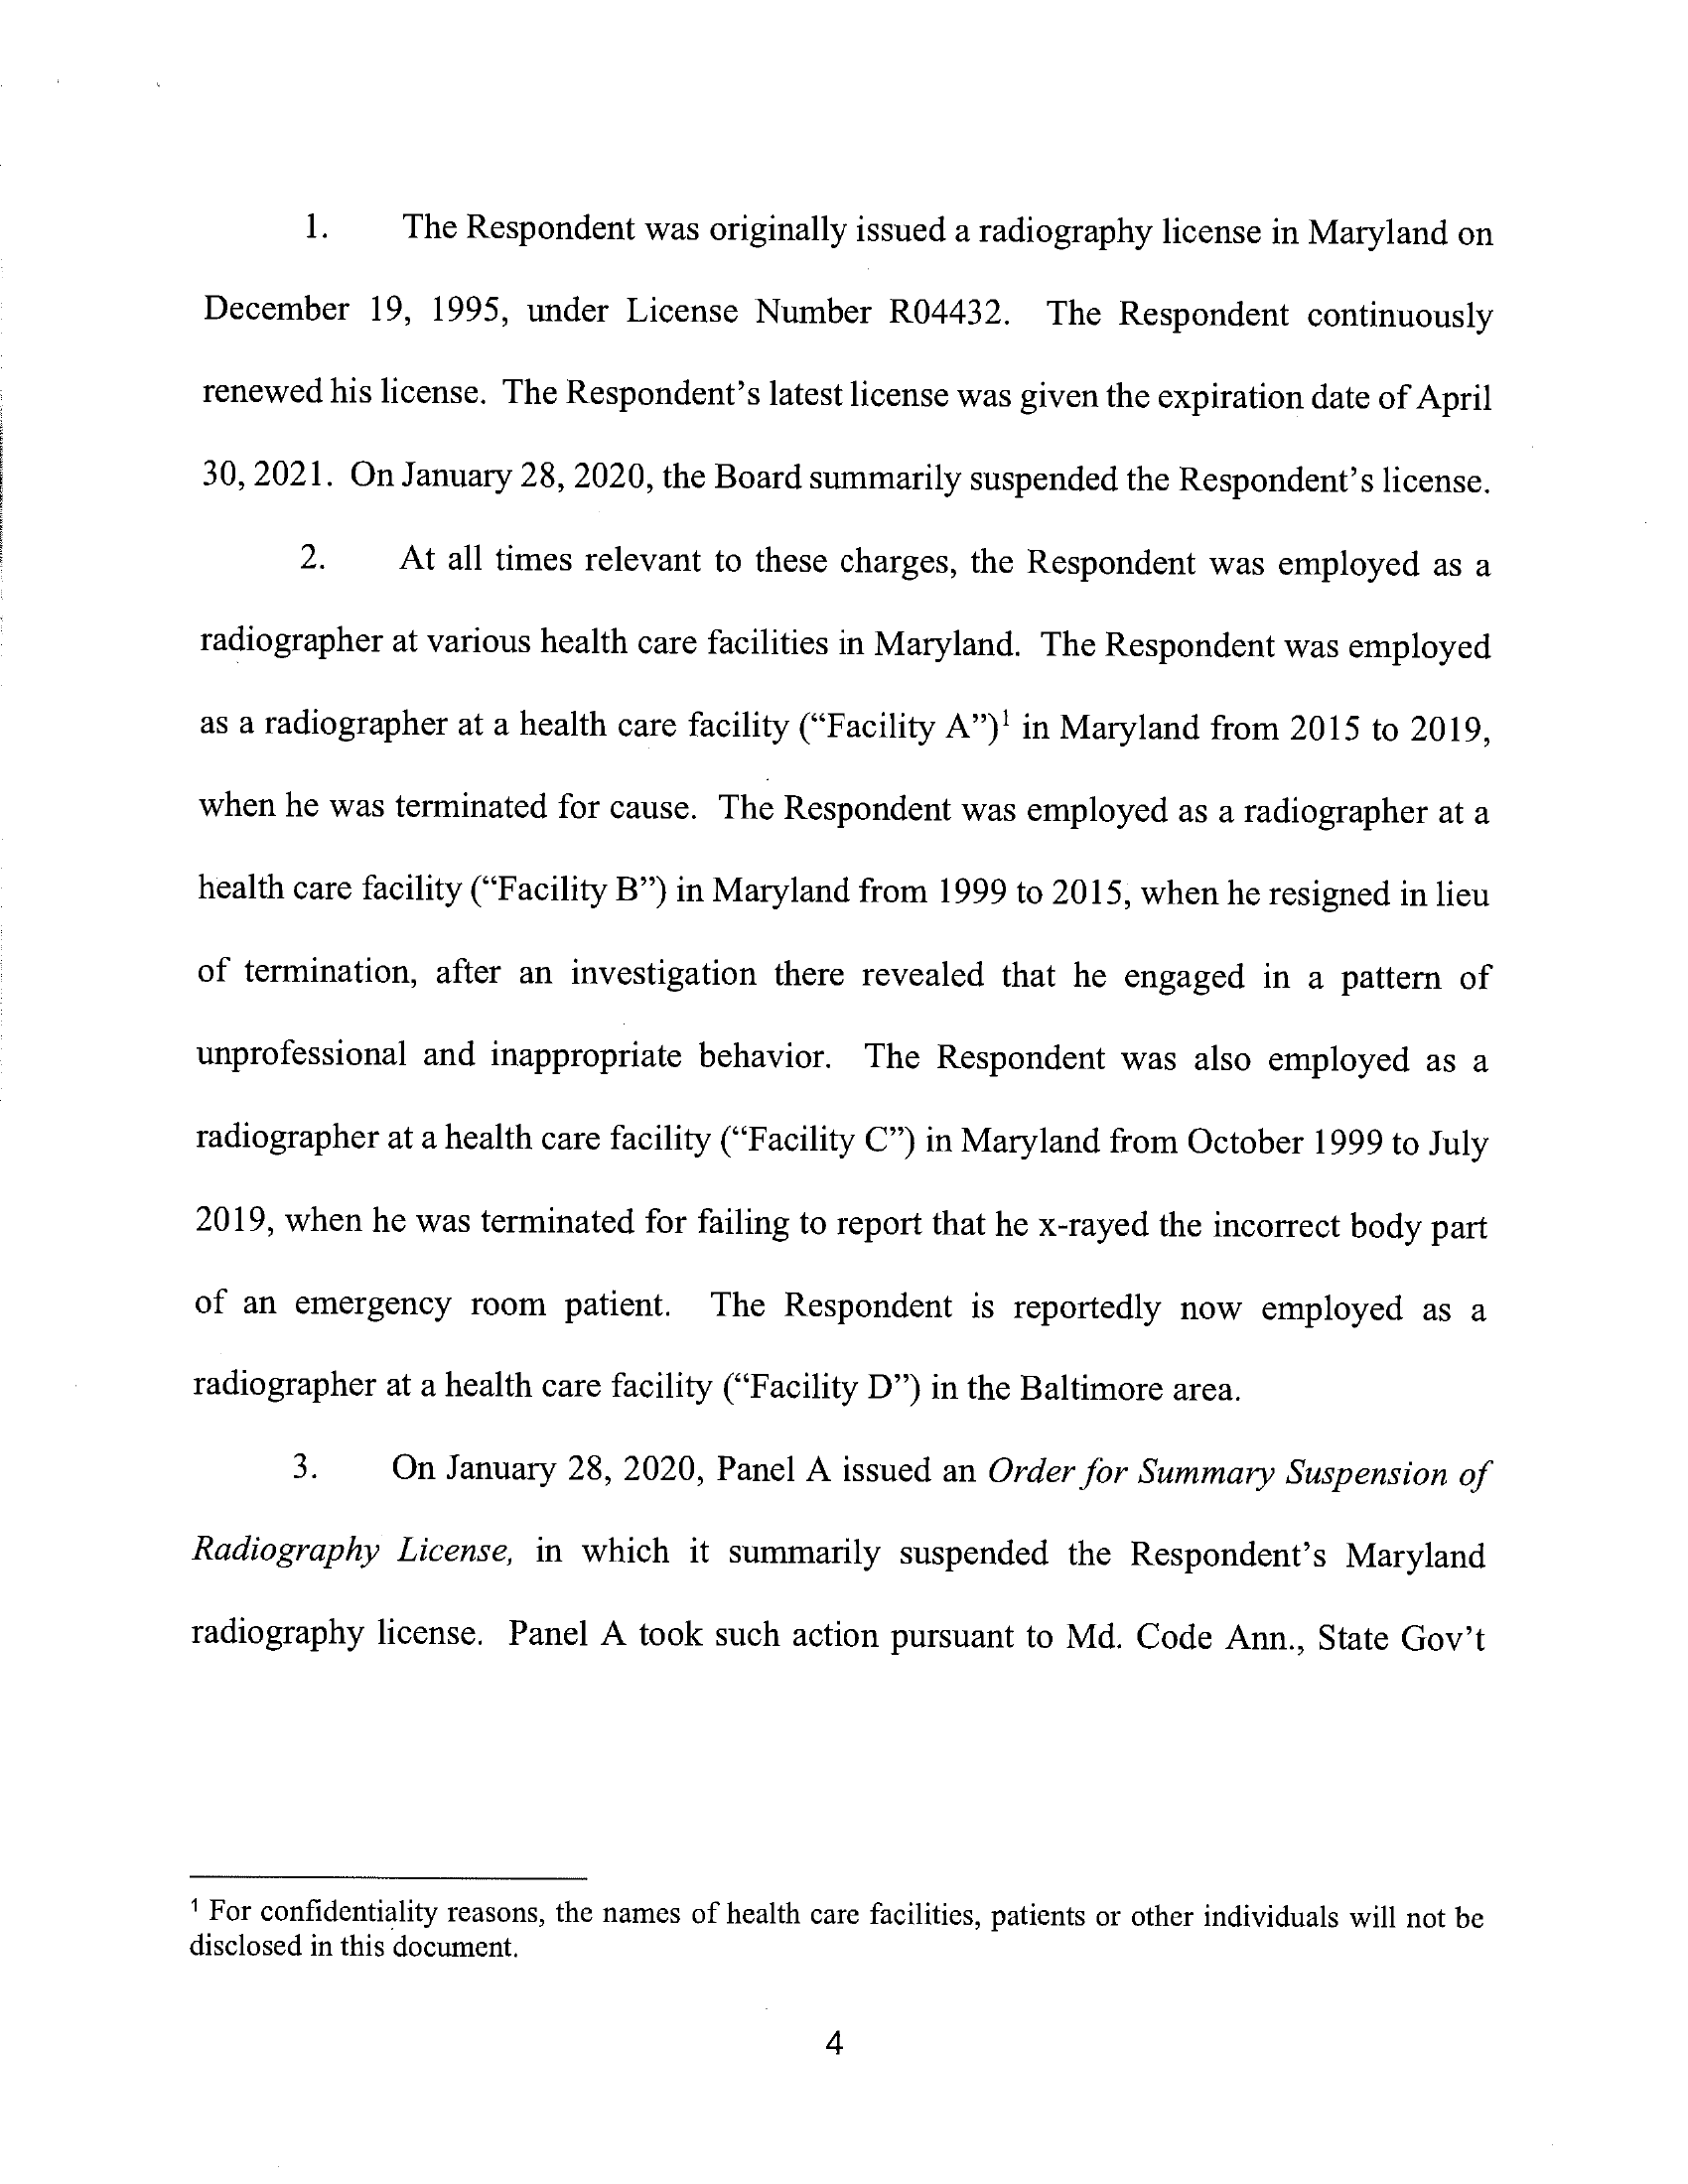 1. The Respondent was originally issued a radiography license in Maryland on
December 19, 1995, under License Number R04432. The Respondent continuously
renewed his license. The Respondent’s latest license was given the expiration date of April
30, 2021. On January 28, 2020, the Board summarily suspended the Respondent’s license.
2. At all times relevant to these charges, the Respondent was employed as a
radiographer at various health care facilities in Maryland. The Respondent was employed
as a radiographer at a health care facility (“Facility A”)¹ in Maryland from 2015 to 2019,
when he was terminated for cause. The Respondent was employed as a radiographer at a
health care facility (“Facility B”) in Maryland from 1999 to 2015, when he resigned in lieu
of termination, after an investigation there revealed that he engaged in a pattern of
unprofessional and inappropriate behavior. The Respondent was also employed as a
radiographer at a health care facility (“Facility C”) in Maryland from October 1999 to July
2019, when he was terminated for failing to report that he x-rayed the incorrect body part
of an emergency room patient. The Respondent is reportedly now employed as a
radiographer at a health care facility (“Facility D”) in the Baltimore area.
3. On January 28, 2020, Panel A issued an Order for Summary Suspension of
Radiography License, in which it summarily suspended the Respondent’s Maryland
radiography license. Panel A took such action pursuant to Md. Code Ann., State Gov’t
¹ For confidentiality reasons, the names of health care facilities, patients or other individuals will not be
disclosed in this document.
4